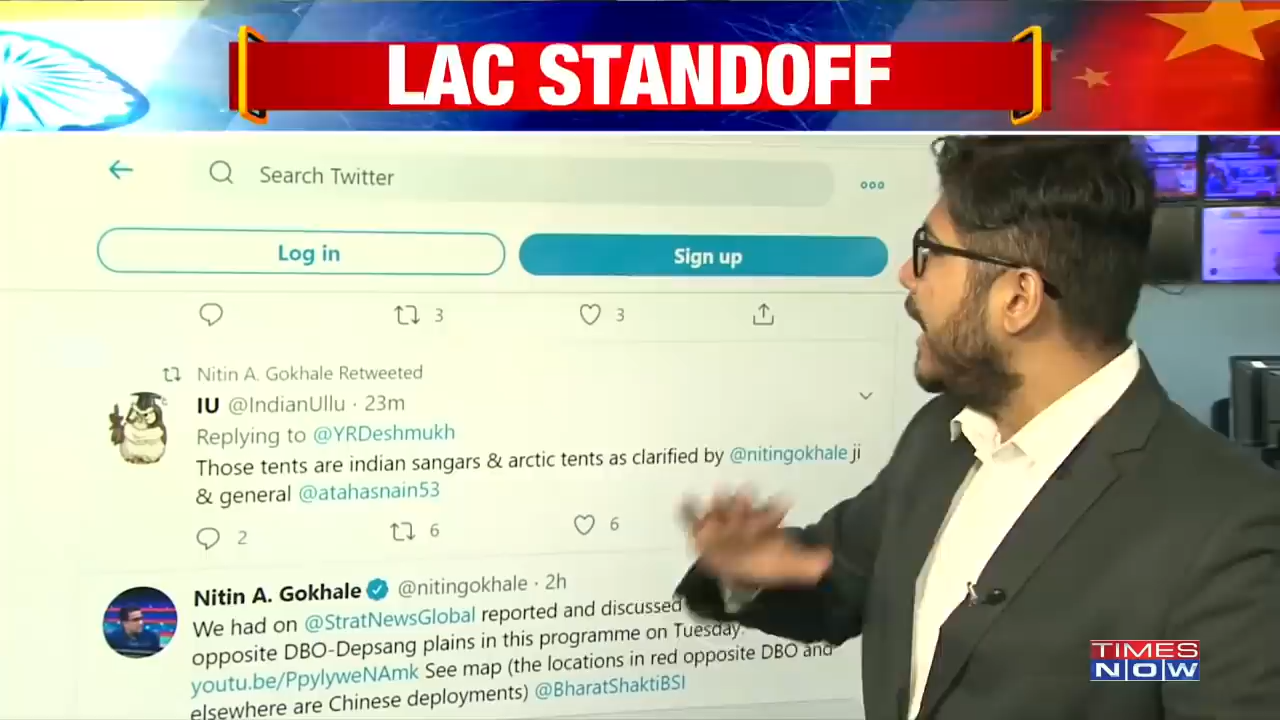 LAC STANDOFF
Search Twitter
Log in
Sign up
3
3
Nitin A. Gokhale Retweeted
IU @IndianUllu · 23m
Replying to @YRDeshmukh
Those tents are indian sangars & arctic tents as clarified by @nitingokhale ji
& general @atahasnain53
2
6
6
Nitin A. Gokhale @nitingokhale · 2h
We had on @StratNewsGlobal reported and discussed
opposite DBO-Depsang plains in this programme on Tuesday.
youtu.be/PpylyweNAmk See map (the locations in red opposite DBO and
elsewhere are Chinese deployments) @BharatShaktiBSI
TIMES
NOW